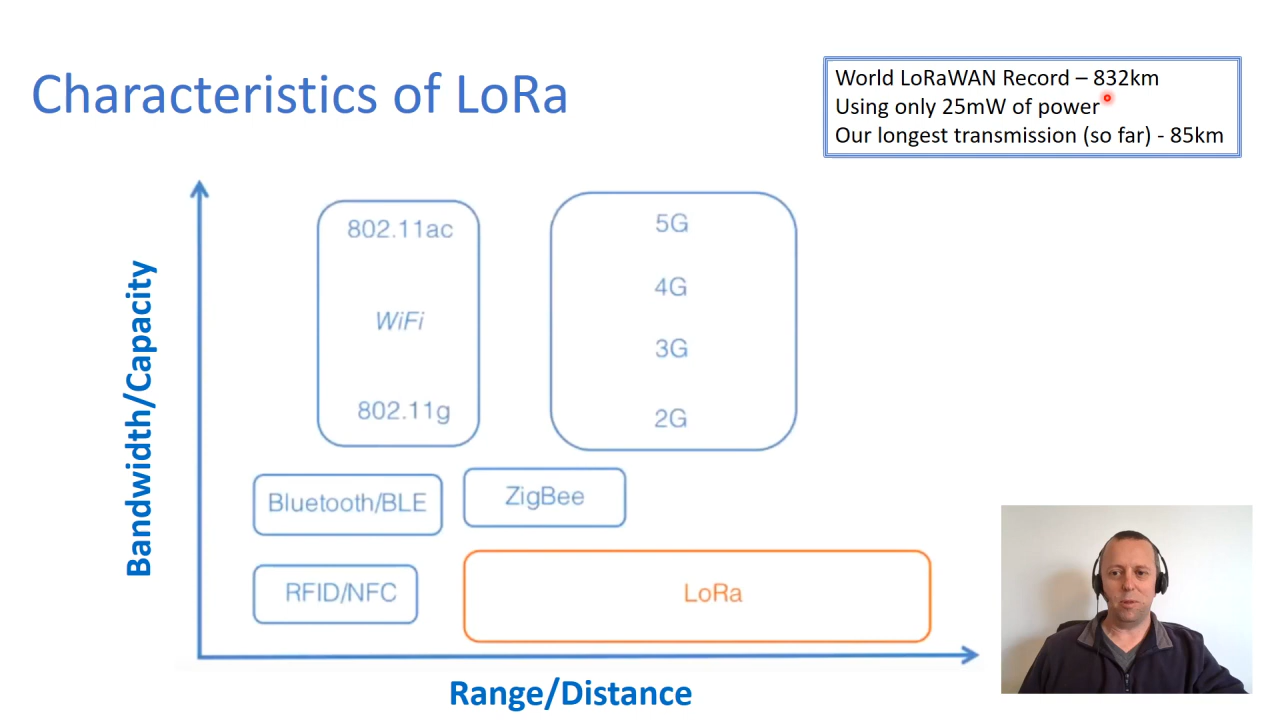 Characteristics of LoRa
World LoRaWAN Record – 832km
Using only 25mW of power
Our longest transmission (so far) - 85km
Bandwidth/Capacity
802.11ac
WiFi
802.11g
5G
4G
3G
2G
Bluetooth/BLE
ZigBee
RFID/NFC
LoRa
Range/Distance